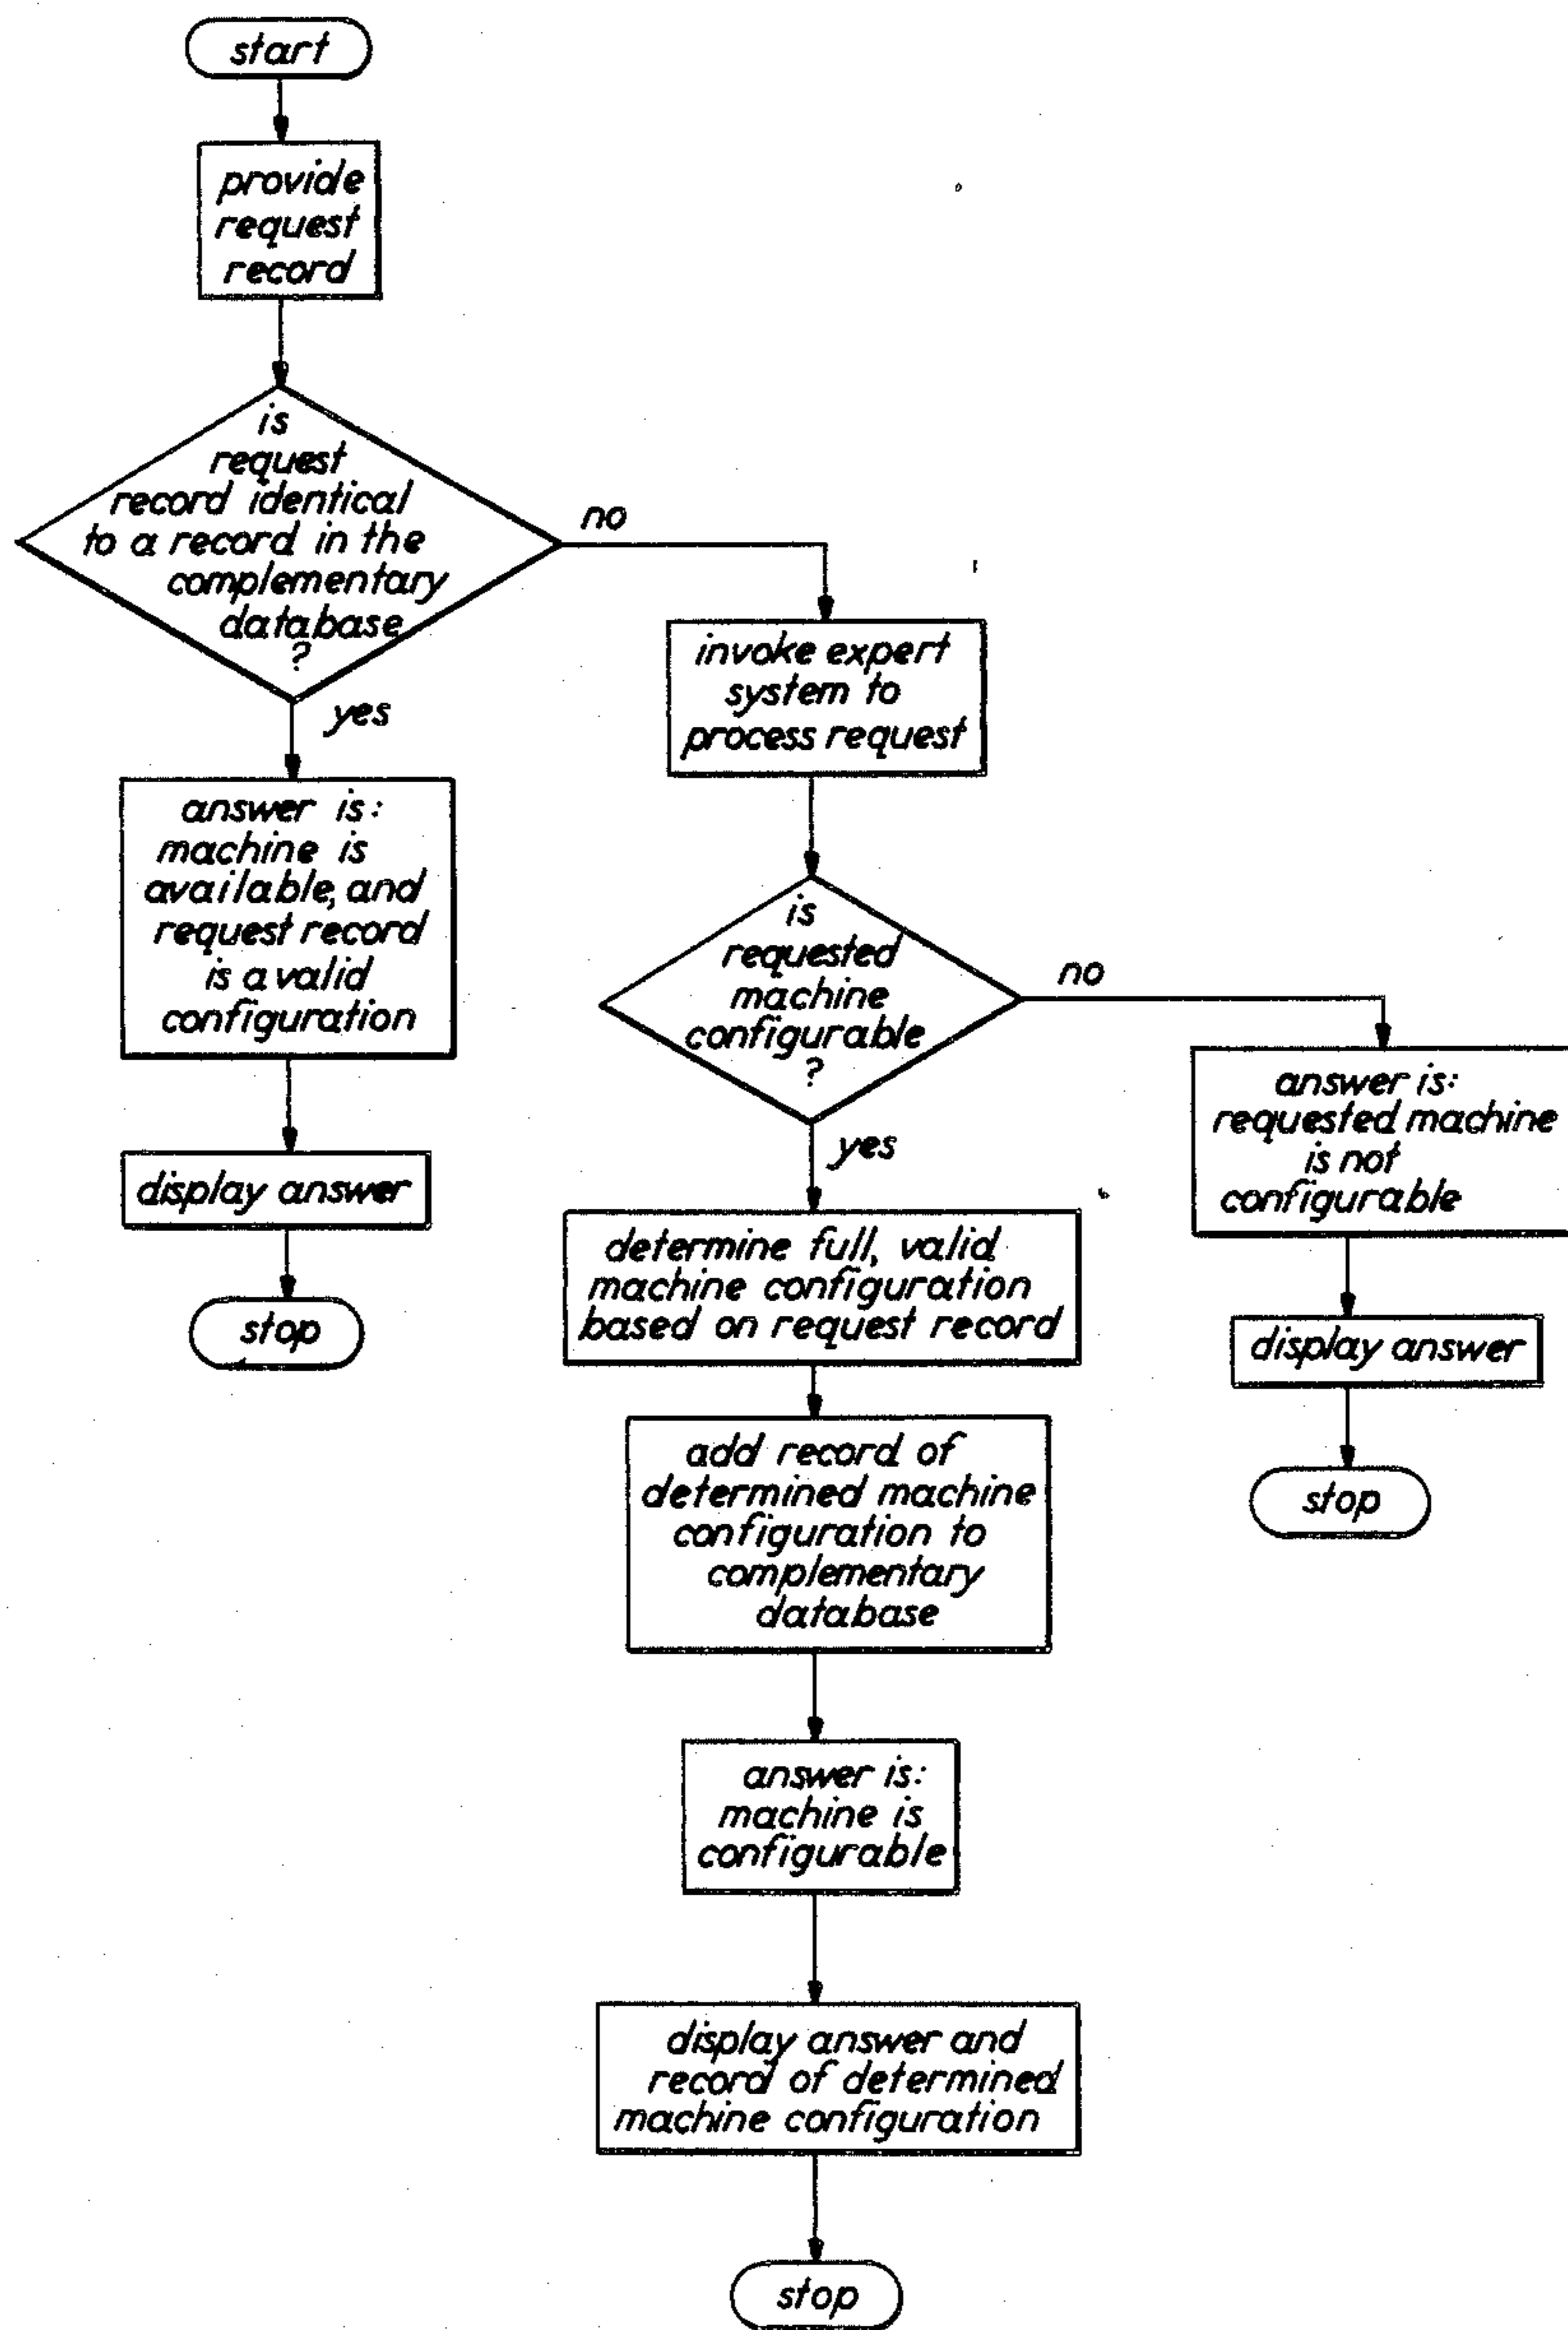 start
provide
request
record
is
request
record identical
to a record in the
complementary
database
?
no
yes
answer is:
machine is
available, and
request record
is a valid
configuration
display answer
stop
invoke expert
system to
process request
is
requested
machine
configurable
?
no
yes
answer is:
requested machine
is not
configurable
display answer
stop
determine full, valid
machine configuration
based on request record
add record of
determined machine
configuration to
complementary
database
answer is:
machine is
configurable
display answer and
record of determined
machine configuration
stop